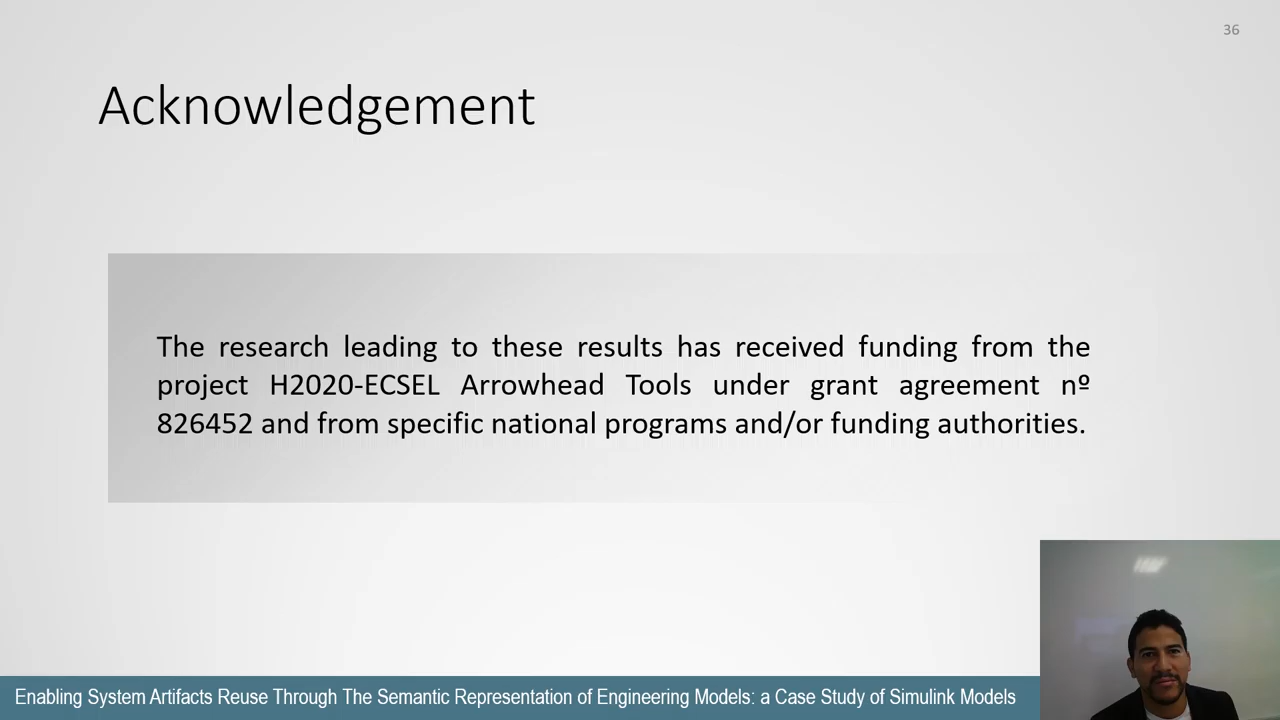 36
Acknowledgement
The research leading to these results has received funding from the
project H2020-ECSEL Arrowhead Tools under grant agreement nº
826452 and from specific national programs and/or funding authorities.
Enabling System Artifacts Reuse Through The Semantic Representation of Engineering Models: a Case Study of Simulink Models